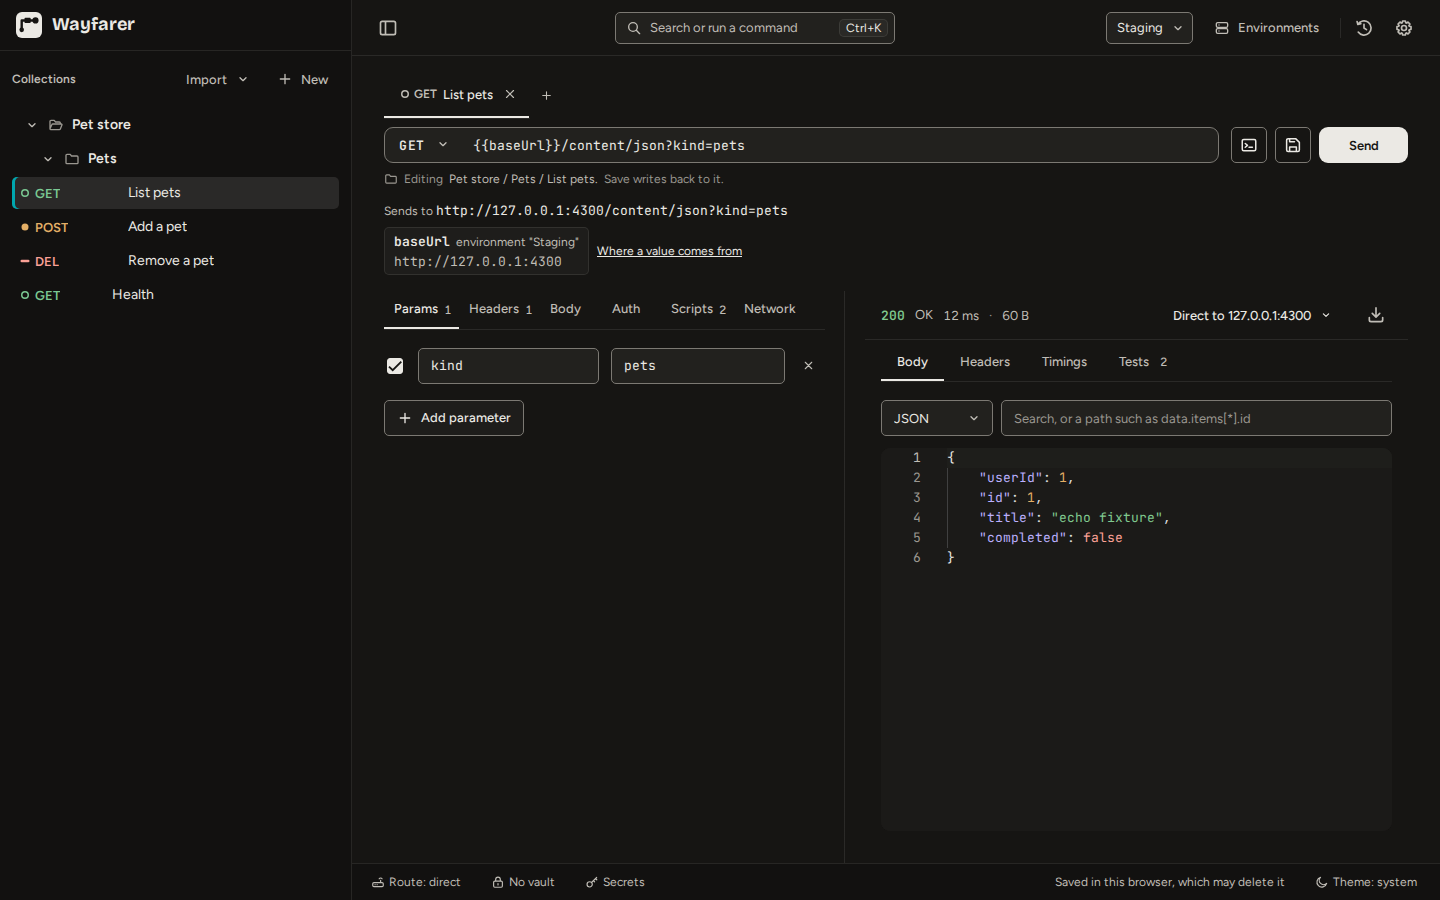 Wayfarer
Search or run a command Ctrl+K
Staging
Environments
Collections
Import
New
Pet store
Pets
GET List pets
POST Add a pet
DEL Remove a pet
GET Health
GET List pets
GET {{baseUrl}}/content/json?kind=pets
Send
Editing Pet store / Pets / List pets. Save writes back to it.
Sends to http://127.0.0.1:4300/content/json?kind=pets
baseUrl environment "Staging"
http://127.0.0.1:4300
Where a value comes from
Params 1 Headers 1 Body Auth Scripts 2 Network
kind pets
Add parameter
200 OK 12 ms · 60 B
Direct to 127.0.0.1:4300
Body Headers Timings Tests 2
JSON Search, or a path such as data.items[*].id
1 {
2 "userId": 1,
3 "id": 1,
4 "title": "echo fixture",
5 "completed": false
6 }
Route: direct No vault Secrets
Saved in this browser, which may delete it
Theme: system